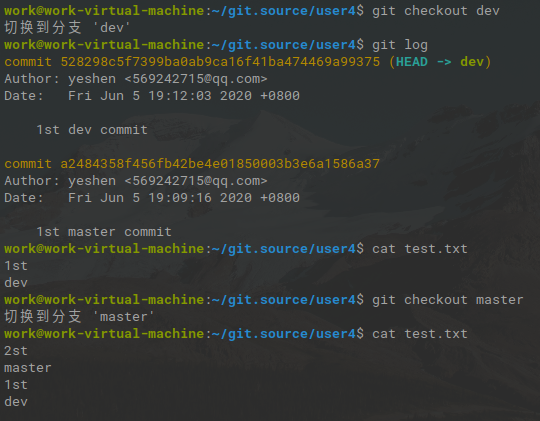 work@work-virtual-machine:~/git.source/user4$ git checkout dev
切换到分支 'dev'
work@work-virtual-machine:~/git.source/user4$ git log
commit 528298c5f7399ba0ab9ca16f41ba474469a99375 (HEAD -> dev)
Author: yeshen <569242715@qq.com>
Date:   Fri Jun 5 19:12:03 2020 +0800

    1st dev commit

commit a2484358f456fb42be4e01850003b3e6a1586a37
Author: yeshen <569242715@qq.com>
Date:   Fri Jun 5 19:09:16 2020 +0800

    1st master commit
work@work-virtual-machine:~/git.source/user4$ cat test.txt
1st
dev
work@work-virtual-machine:~/git.source/user4$ git checkout master
切换到分支 'master'
work@work-virtual-machine:~/git.source/user4$ cat test.txt
2st
master
1st
dev